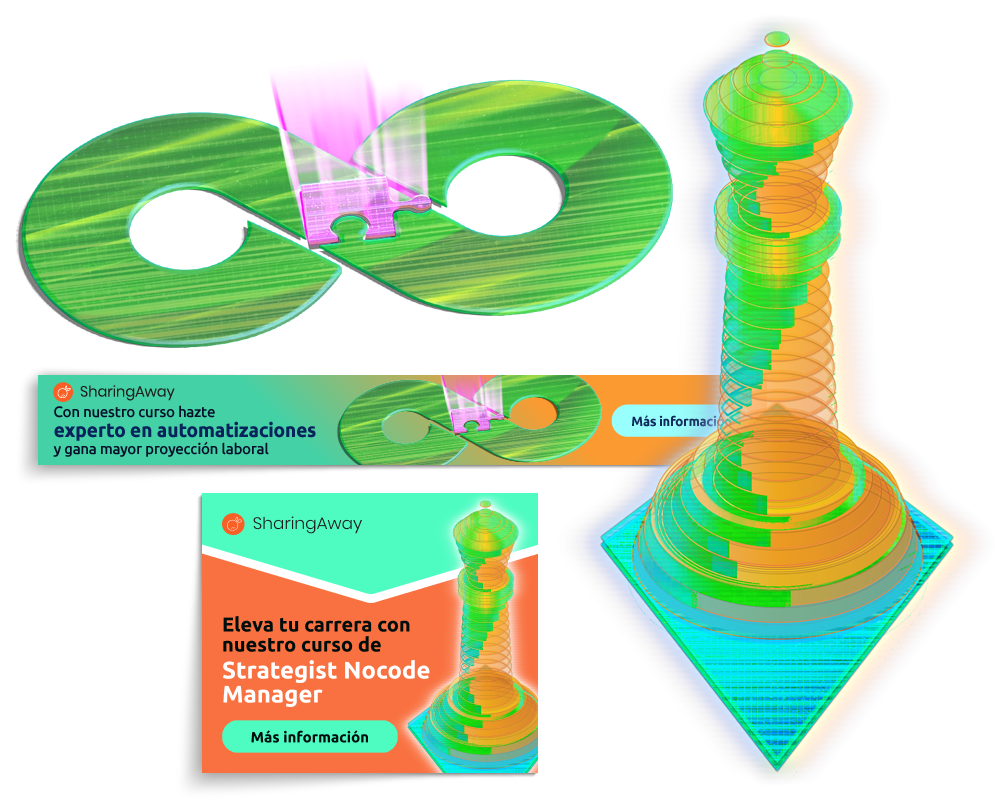 SharingAway
Con nuestro curso hazte
experto en automatizaciones
y gana mayor proyección laboral
Más
SharingAway
Eleva tu carrera con
nuestro curso de
Strategist Nocode
Manager
Más información